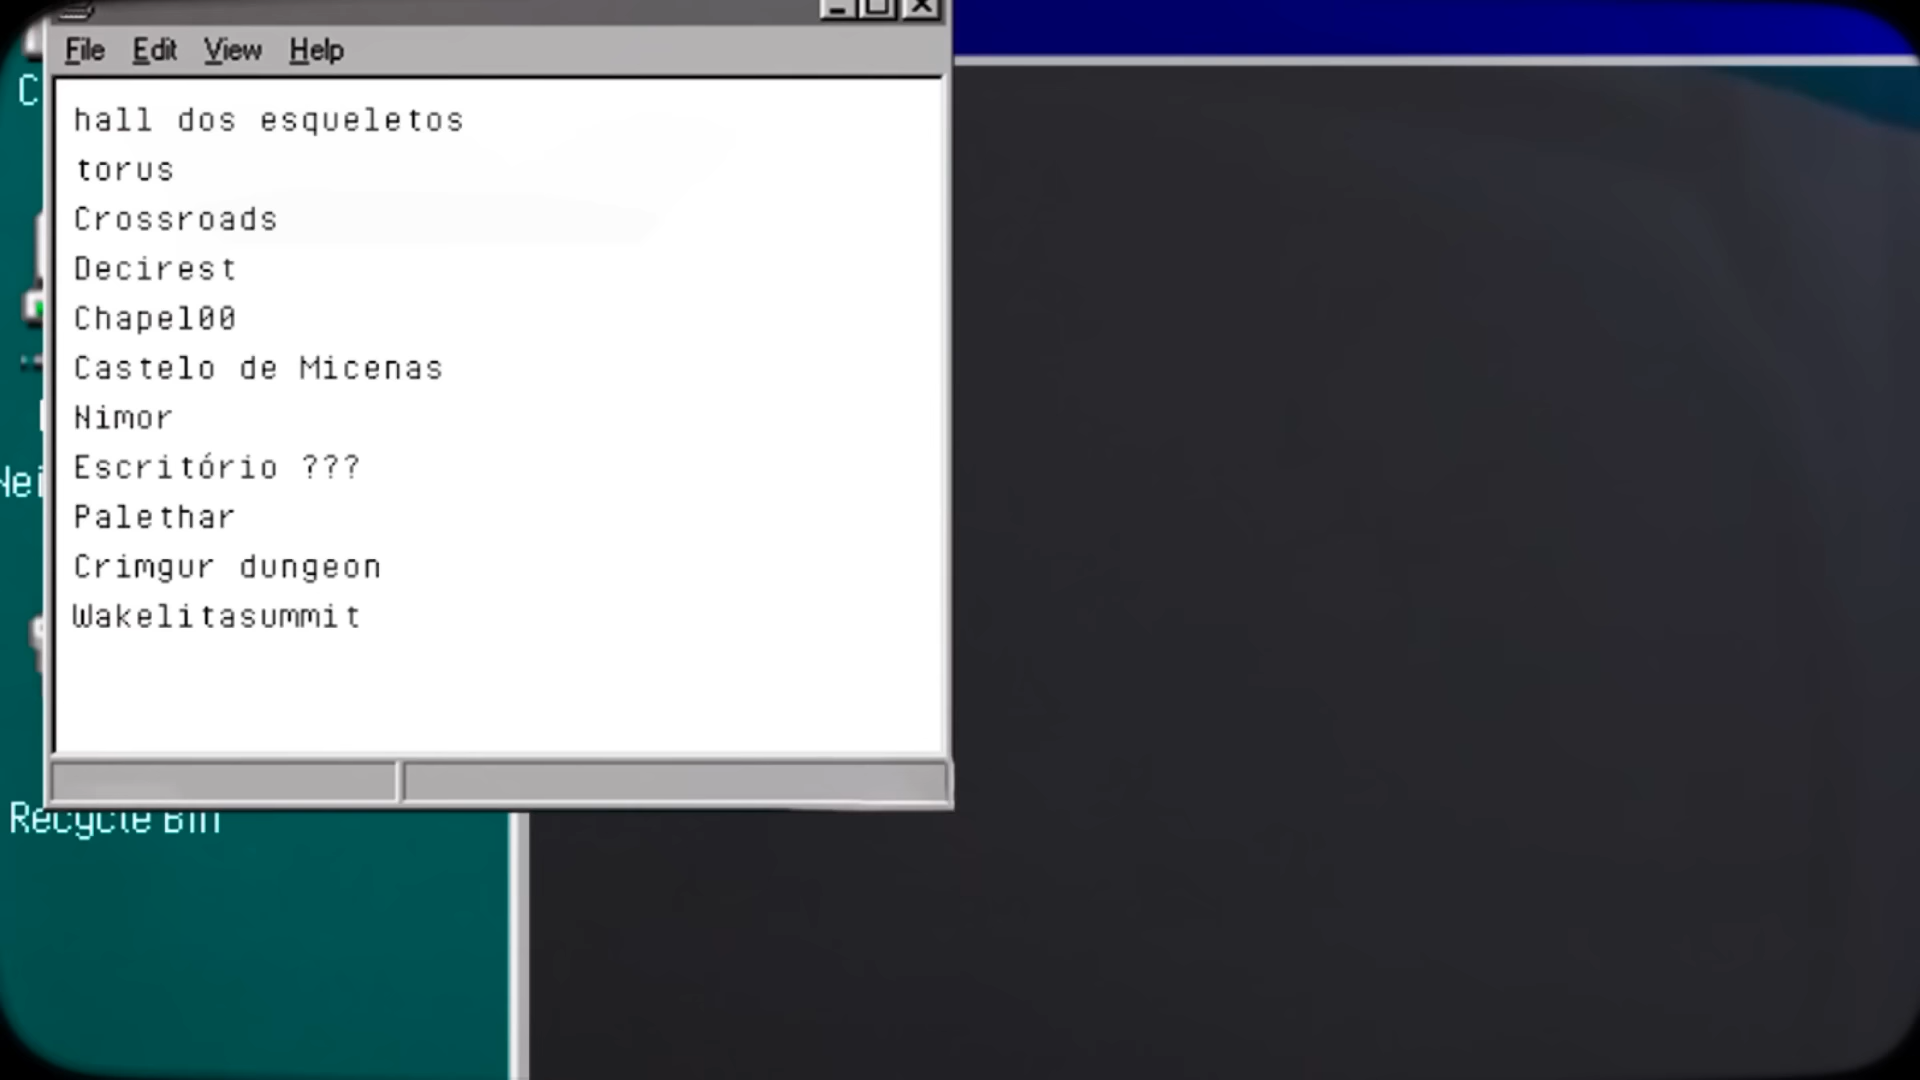 File Edit View Help
hall dos esqueletos
torus
Crossroads
Decirest
Chapel00
Castelo de Micenas
Nimor
Escritório ???
Palethar
Crimgur dungeon
Wakelitasummit
Recycle Bin